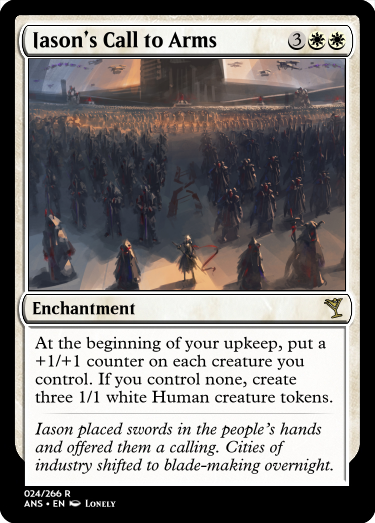 Iason's Call to Arms 3
Enchantment
At the beginning of your upkeep, put a
+1/+1 counter on each creature you
control. If you control none, create
three 1/1 white Human creature tokens.
Iason placed swords in the people's hands
and offered them a calling. Cities of
industry shifted to blade-making overnight.
024/266 R
ANS • EN Lonely